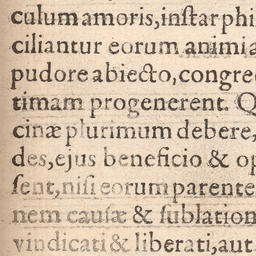 culum amoris, inſtar phi
ciliantur eorum animi
pudore abiecto, congre
timam progenerent. Q
cinæ plurimum debere,
des, ejus beneficio & op
ſent, niſi eorum parente
nem cauſæ & ſublation
vindicati & liberati, aut